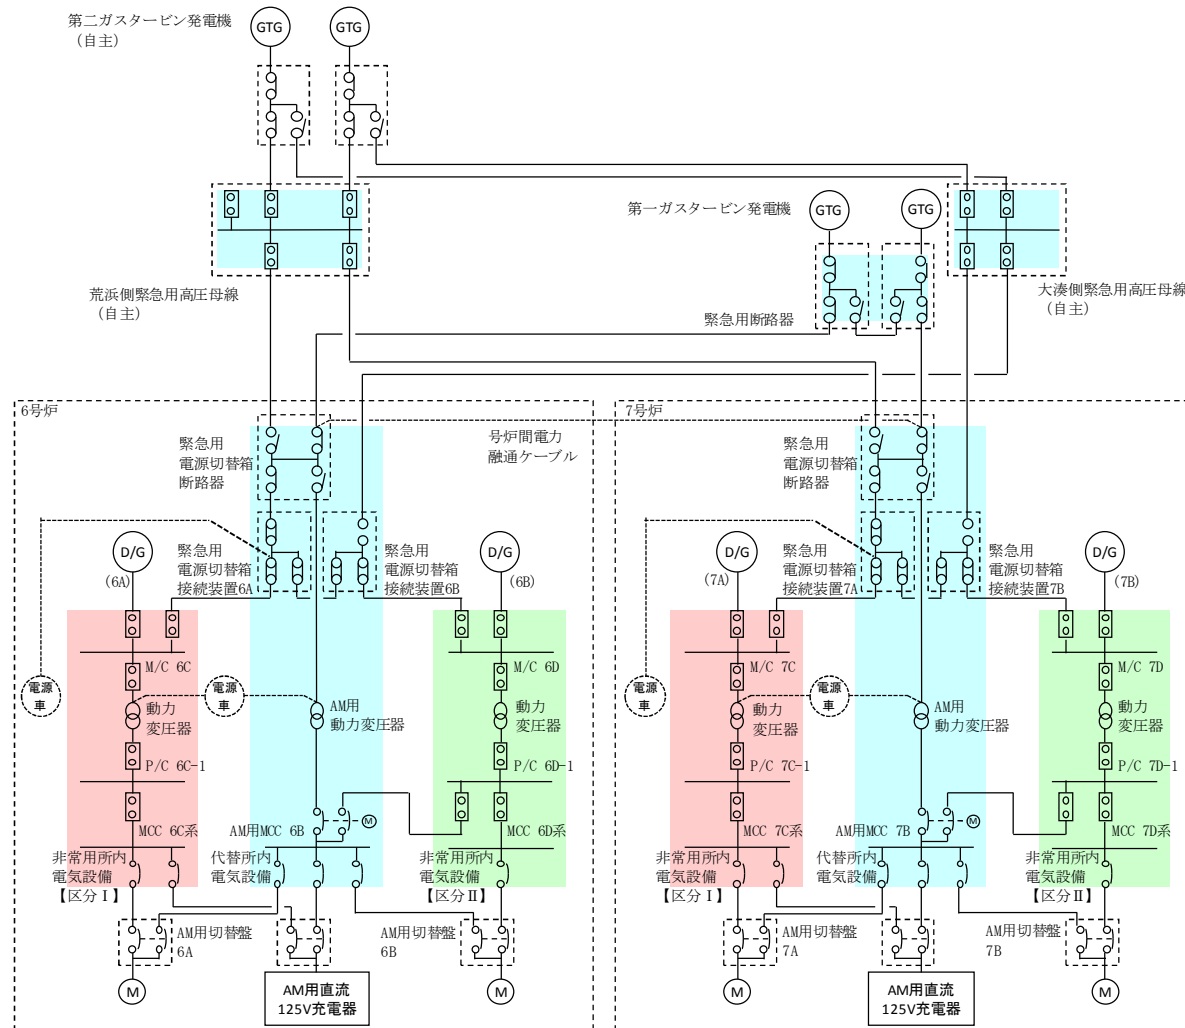 第二ガスタービン発電機
（自主）
GTG
GTG
第一ガスタービン発電機
GTG
GTG
荒浜側緊急用高圧母線
（自主）
大湊側緊急用高圧母線
（自主）
緊急用断路器
6号炉
緊急用
電源切替箱
断路器
号炉間電力
融通ケーブル
D/G
(6A)
緊急用
電源切替箱
接続装置6A
緊急用
電源切替箱
接続装置6B
D/G
(6B)
M/C 6C
M/C 6D
電源
車
電源
車
動力
変圧器
AM用
動力変圧器
動力
変圧器
P/C 6C-1
P/C 6D-1
MCC 6C系
AM用MCC 6B
M
MCC 6D系
非常用所内
電気設備
【区分Ⅰ】
代替所内
電気設備
非常用所内
電気設備
【区分Ⅱ】
AM用切替盤
6A
AM用切替盤
6B
M
AM用直流
125V充電器
M
7号炉
緊急用
電源切替箱
断路器
D/G
(7A)
緊急用
電源切替箱
接続装置7A
緊急用
電源切替箱
接続装置7B
D/G
(7B)
M/C 7C
M/C 7D
電源
車
電源
車
動力
変圧器
AM用
動力変圧器
動力
変圧器
P/C 7C-1
P/C 7D-1
MCC 7C系
AM用MCC 7B
M
MCC 7D系
非常用所内
電気設備
【区分Ⅰ】
代替所内
電気設備
非常用所内
電気設備
【区分Ⅱ】
AM用切替盤
7A
AM用切替盤
7B
M
AM用直流
125V充電器
M